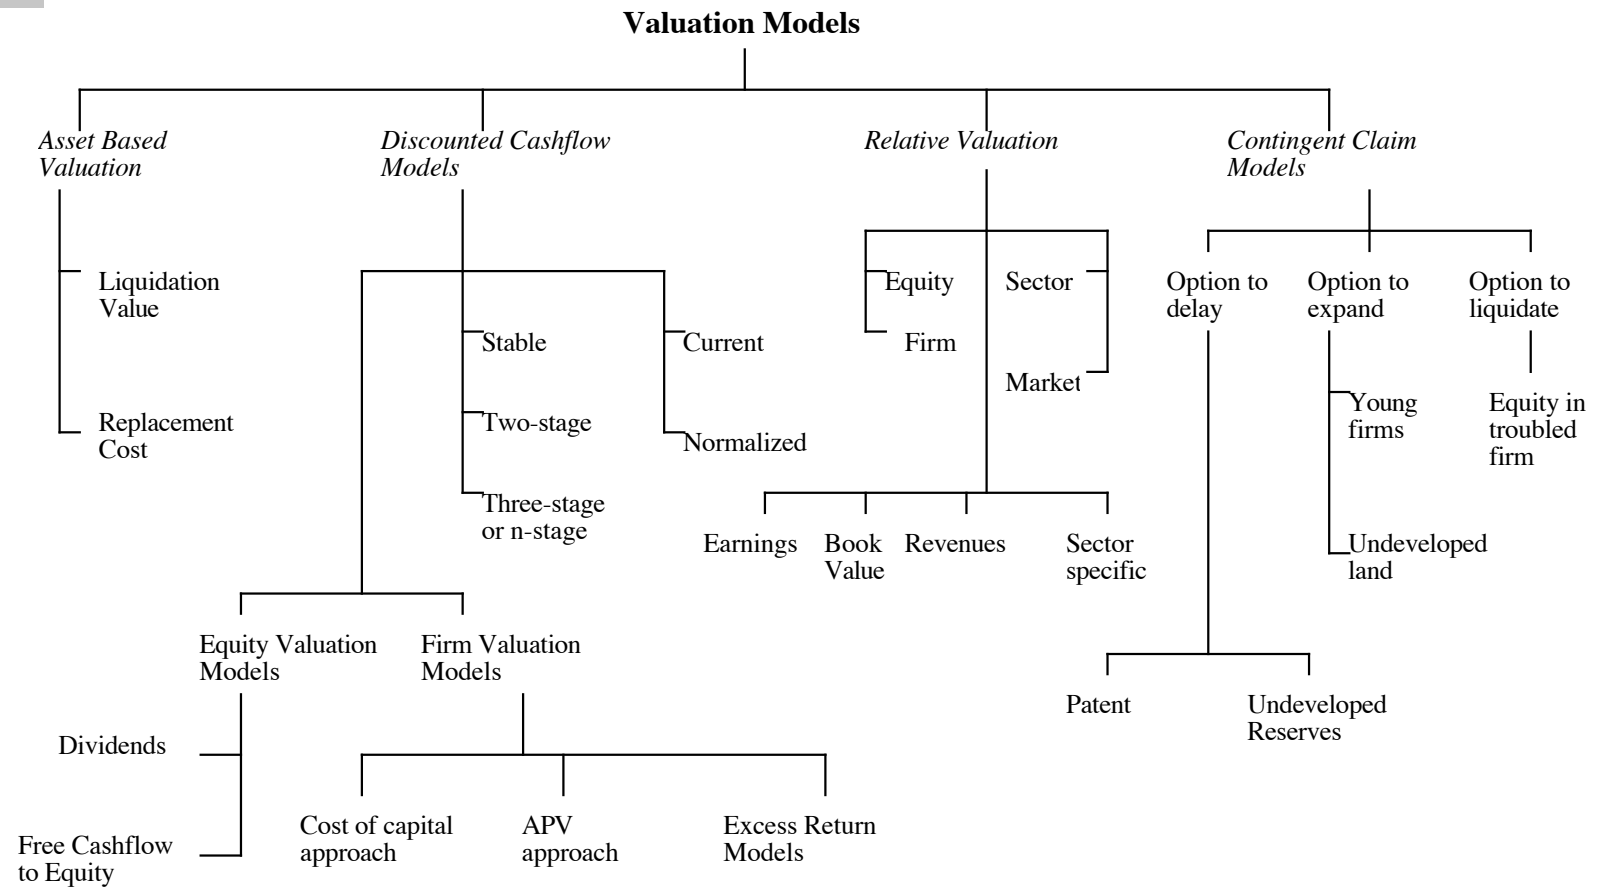 Valuation Models
Asset Based
Valuation
Discounted Cashflow
Models
Relative Valuation
Contingent Claim
Models
Liquidation
Value
Replacement
Cost
Stable
Two-stage
Three-stage
or n-stage
Current
Normalized
Equity Valuation
Models
Firm Valuation
Models
Dividends
Free Cashflow
to Equity
Cost of capital
approach
APV
approach
Excess Return
Models
Equity
Firm
Sector
Market
Earnings
Book
Value
Revenues
Sector
specific
Option to
delay
Option to
expand
Option to
liquidate
Young
firms
Undeveloped
land
Equity in
troubled
firm
Patent
Undeveloped
Reserves